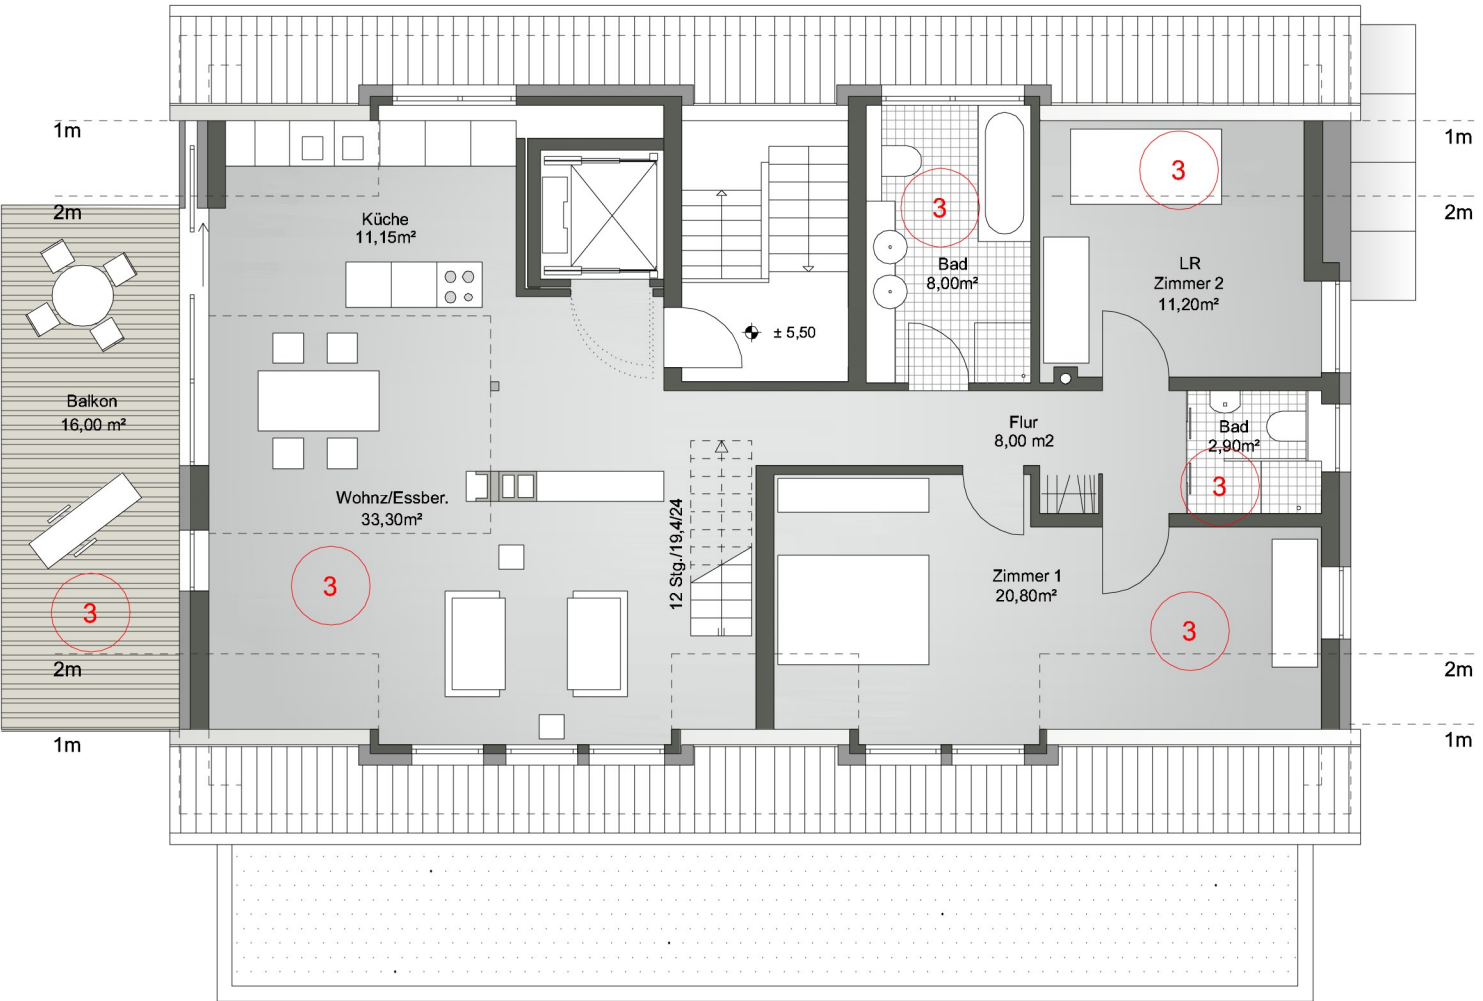 1m
1m
3
2m
3
2m
Küche
11,15m²
Bad
8,00m²
LR
Zimmer 2
11,20m²
± 5,50
Balkon
16,00 m²
Flur
8,00 m2
Bad
2,90m²
3
Wohnz/Essber.
33,30m²
12 Stg./19,4/24
3
3
Zimmer 1
20,80m²
3
2m
2m
1m
1m